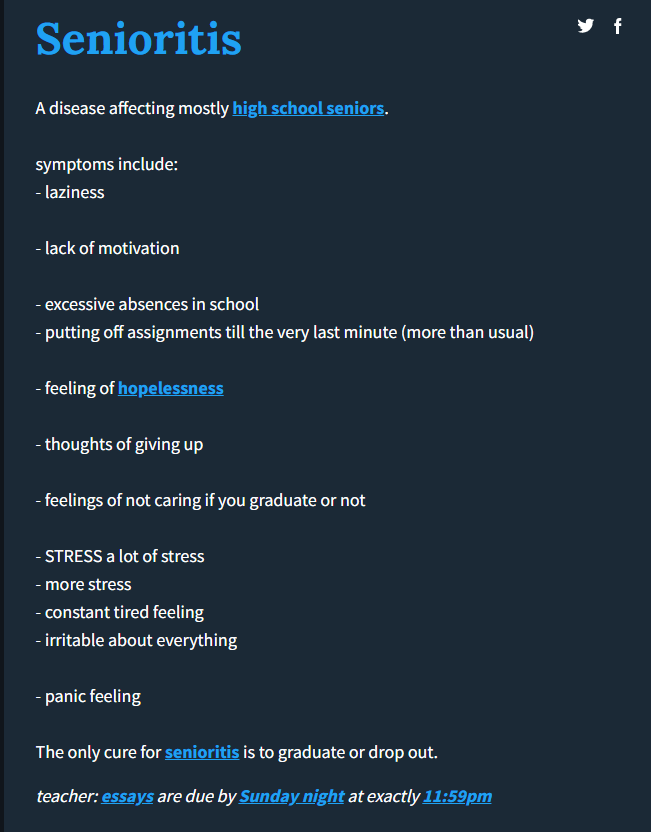 Senioritis
A disease affecting mostly high school seniors.
symptoms include:
- laziness
- lack of motivation
- excessive absences in school
- putting off assignments till the very last minute (more than usual)
- feeling of hopelessness
- thoughts of giving up
- feelings of not caring if you graduate or not
- STRESS a lot of stress
- more stress
- constant tired feeling
- irritable about everything
- panic feeling
The only cure for senioritis is to graduate or drop out.
teacher: essays are due by Sunday night at exactly 11:59pm